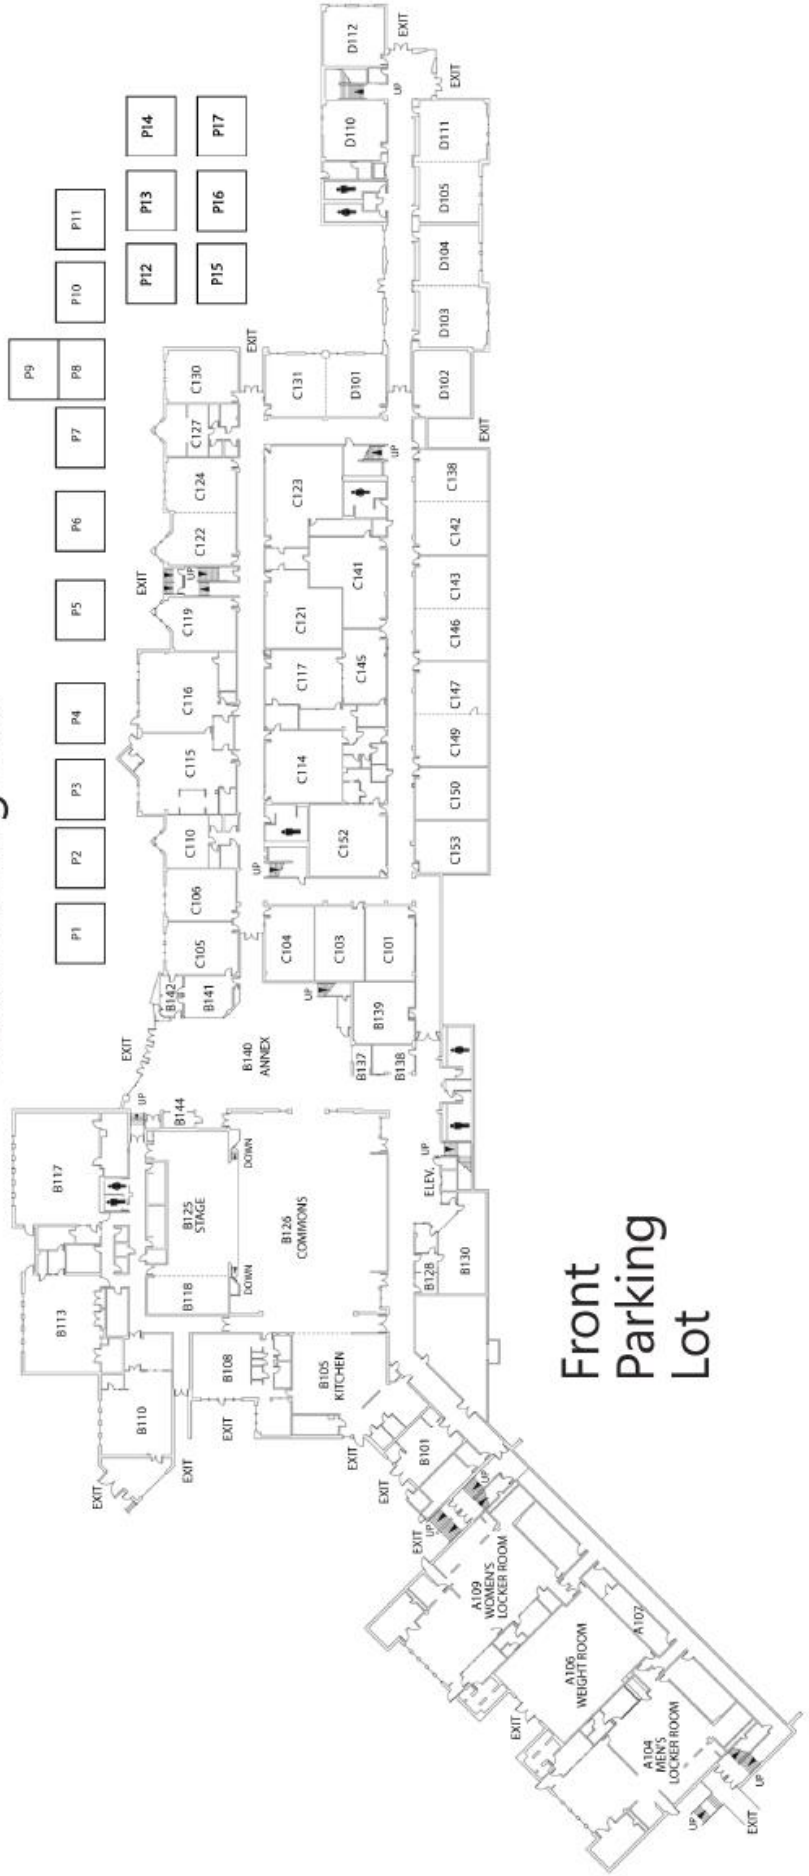 P9
P1
P2
P3
P4
P5
P6
P7
P8
P10
P11
P12
P13
P14
P15
P16
P17
D112
EXIT
EXIT
UP
D110
D111
D105
D104
D103
D102
D101
EXIT
EXIT
C130
C131
C127
C124
C122
C123
UP
EXIT
UP
C119
C121
C141
C116
C117
C145
C115
C114
C110
C152
UP
C106
C105
C104
C103
C101
C138
C142
C143
C146
C147
C149
C150
C153
B142
B141
UP
B139
EXIT
B140
ANNEX
B137
B138
UP
B144
B117
B125
STAGE
DOWN
DOWN
B118
B126
COMMONS
UP
ELEV.
B128
B130
B113
B110
B108
B105
KITCHEN
EXIT
EXIT
EXIT
EXIT
EXIT
B101
UP
UP
EXIT
A109
WOMEN'S
LOCKER ROOM
A107
A106
WEIGHT ROOM
EXIT
A104
MEN'S
LOCKER ROOM
UP
UP
EXIT
Front
Parking
Lot